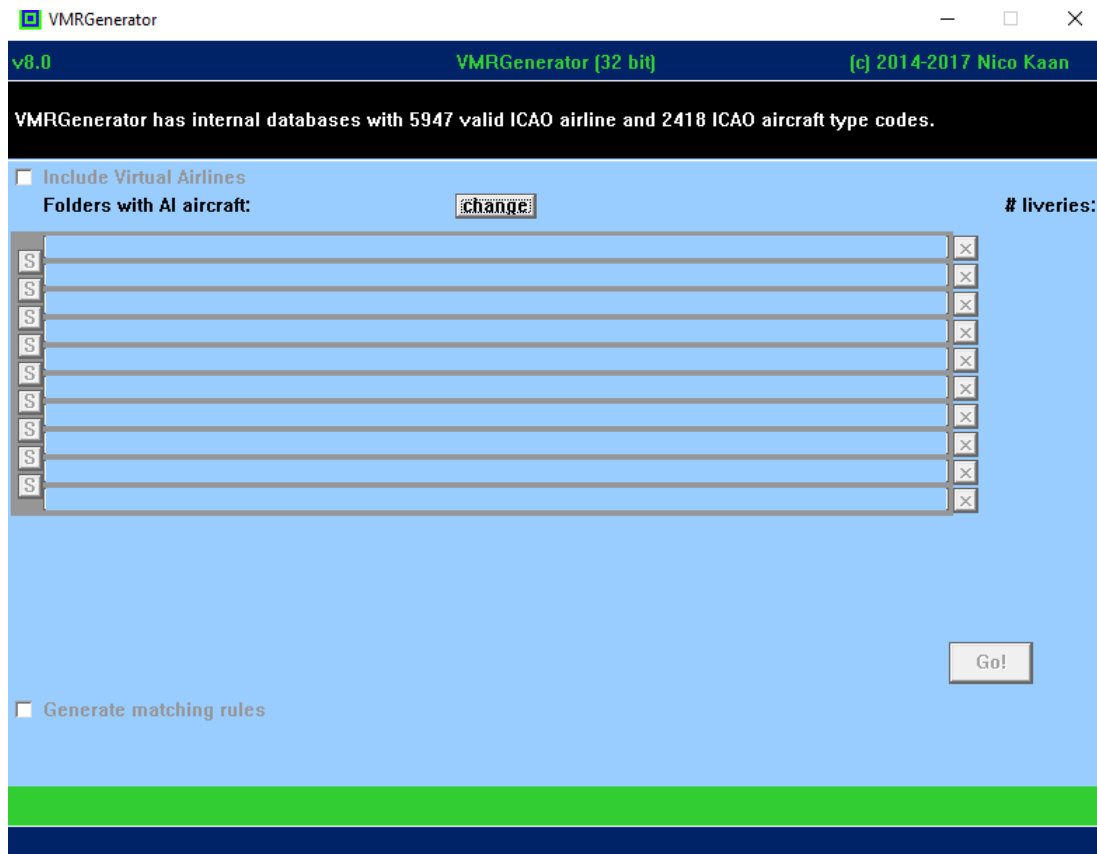 VMRGenerator
v8.0 VMRGenerator (32 bit) (c) 2014-2017 Nico Kaan
VMRGenerator has internal databases with 5947 valid ICAO airline and 2418 ICAO aircraft type codes.
Include Virtual Airlines
Folders with AI aircraft: change # liveries:
S
S
S
S
S
S
S
S
S
Go!
Generate matching rules